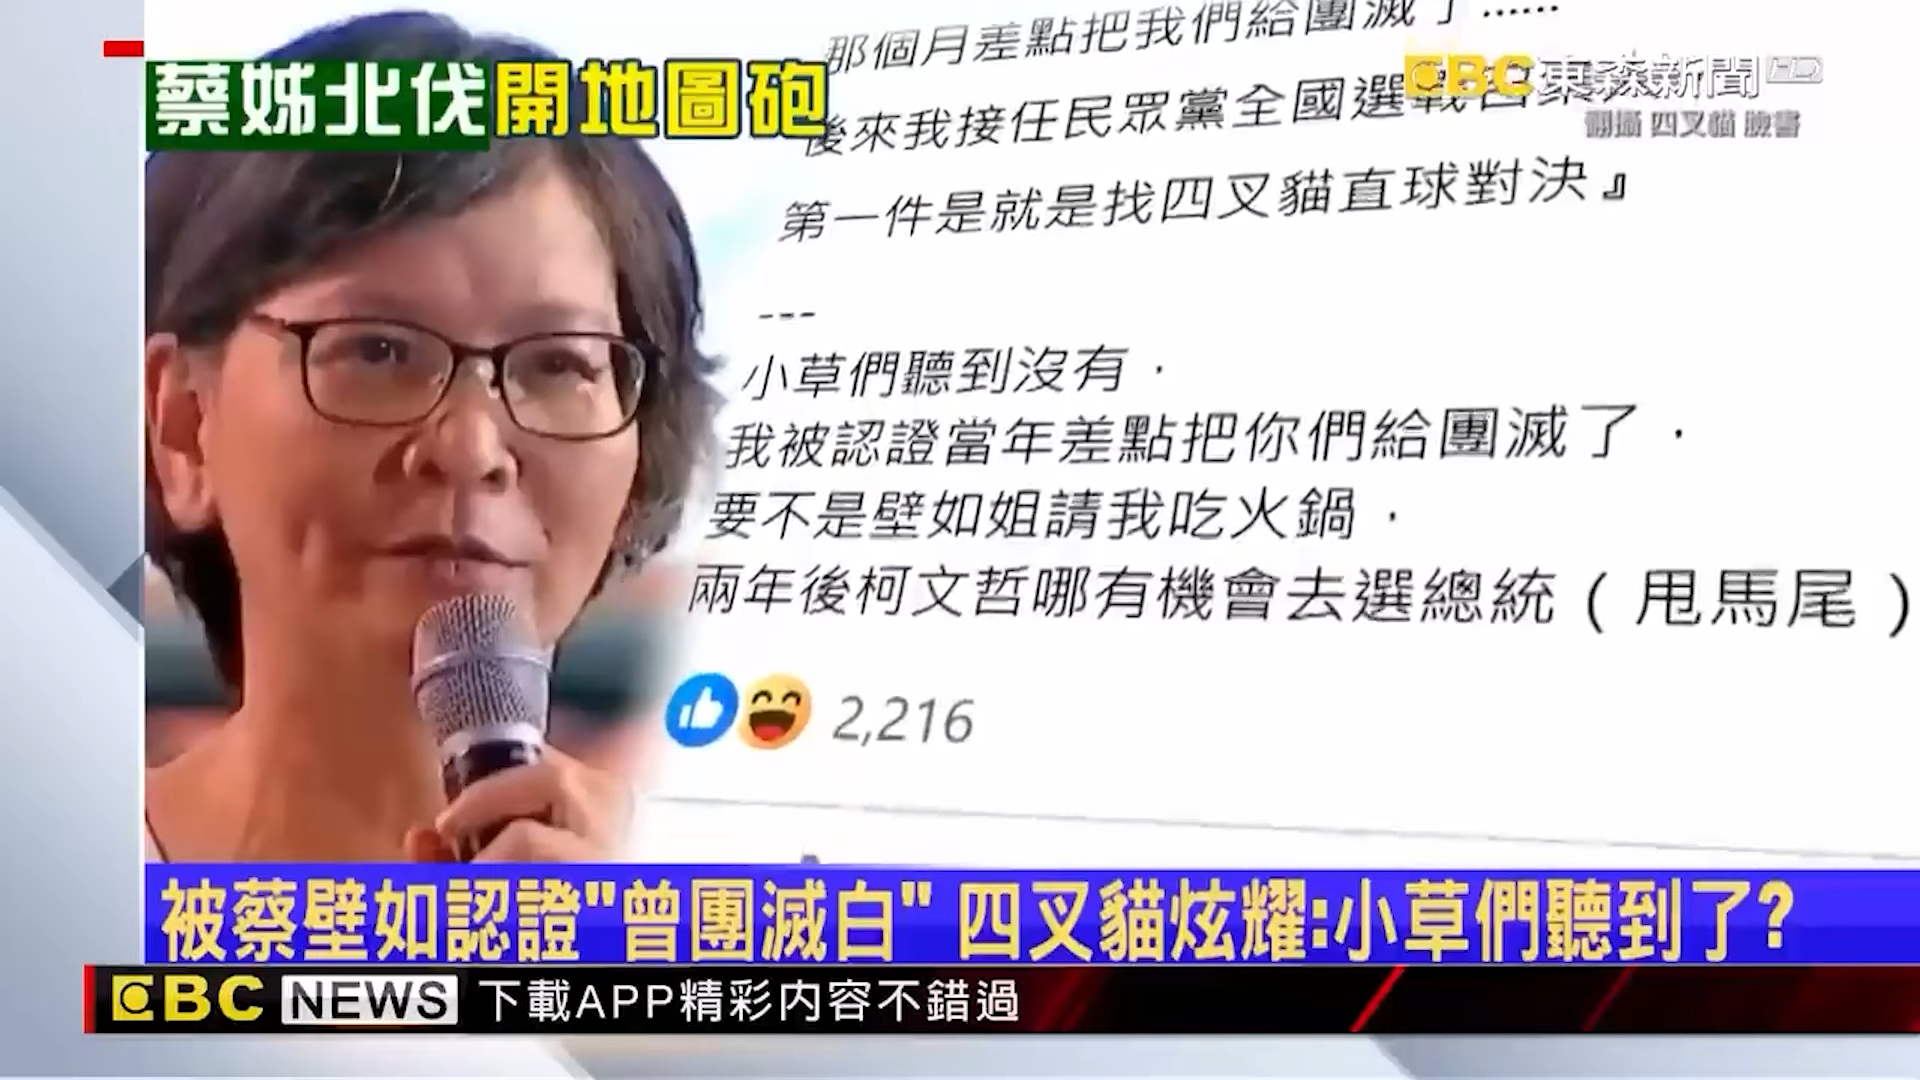 蔡姊北伐開地圖砲
那個月差點把我們給團滅了......
後來我接任民眾黨全國選戰
第一件是就是找四叉貓直球對決』
EBC東森新聞HD
翻攝 四叉貓 臉書
---
小草們聽到沒有，
我被認證當年差點把你們給團滅了，
要不是壁如姐請我吃火鍋，
兩年後柯文哲哪有機會去選總統（甩馬尾）
2,216
被蔡壁如認證"曾團滅白" 四叉貓炫耀:小草們聽到了?
EBC NEWS 下載APP精彩内容不錯過